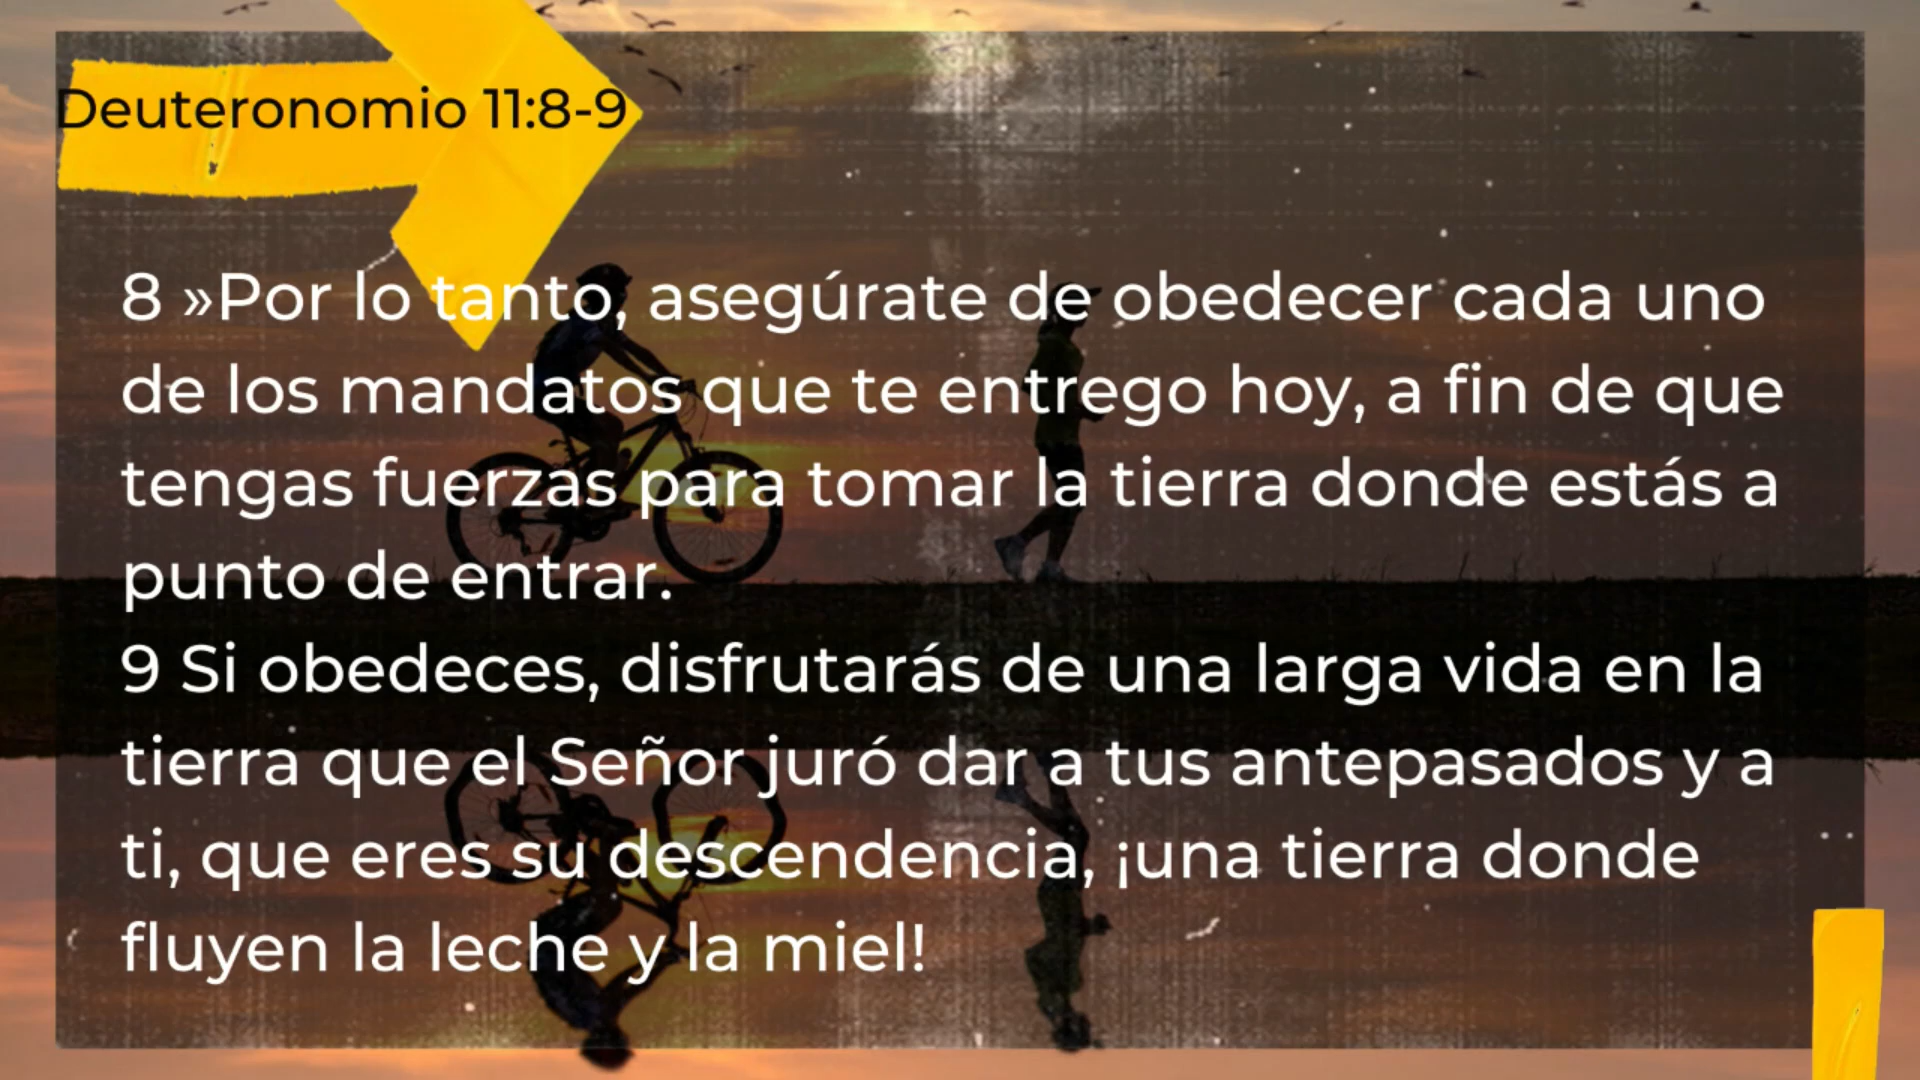 Deuteronomio 11:8-9
8 »Por lo tanto, asegúrate de obedecer cada uno
de los mandatos que te entrego hoy, a fin de que
tengas fuerzas para tomar la tierra donde estás a
punto de entrar.
9 Si obedeces, disfrutarás de una larga vida en la
tierra que el Señor juró dar a tus antepasados y a
ti, que eres su descendencia, ¡una tierra donde
fluyen la leche y la miel!